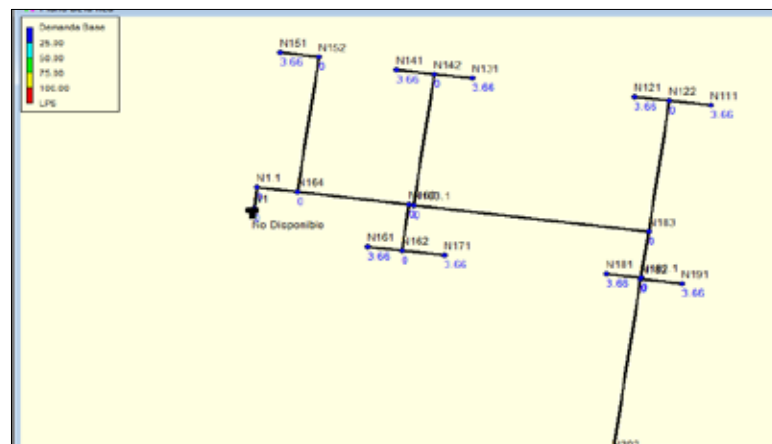 Demanda Base
25.00
50.00
75.00
100.00
LPS
N151
N152
3.66
0
N141
N142
N131
3.66
0
3.66
N121
N122
N111
3.66
0
3.66
N1.1
N164
0
No Disponible
N183
0
N161
N162
N171
3.66
0
3.66
N181
N191
3.66
0
3.66